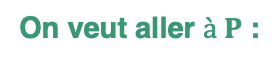 On veut aller à P :